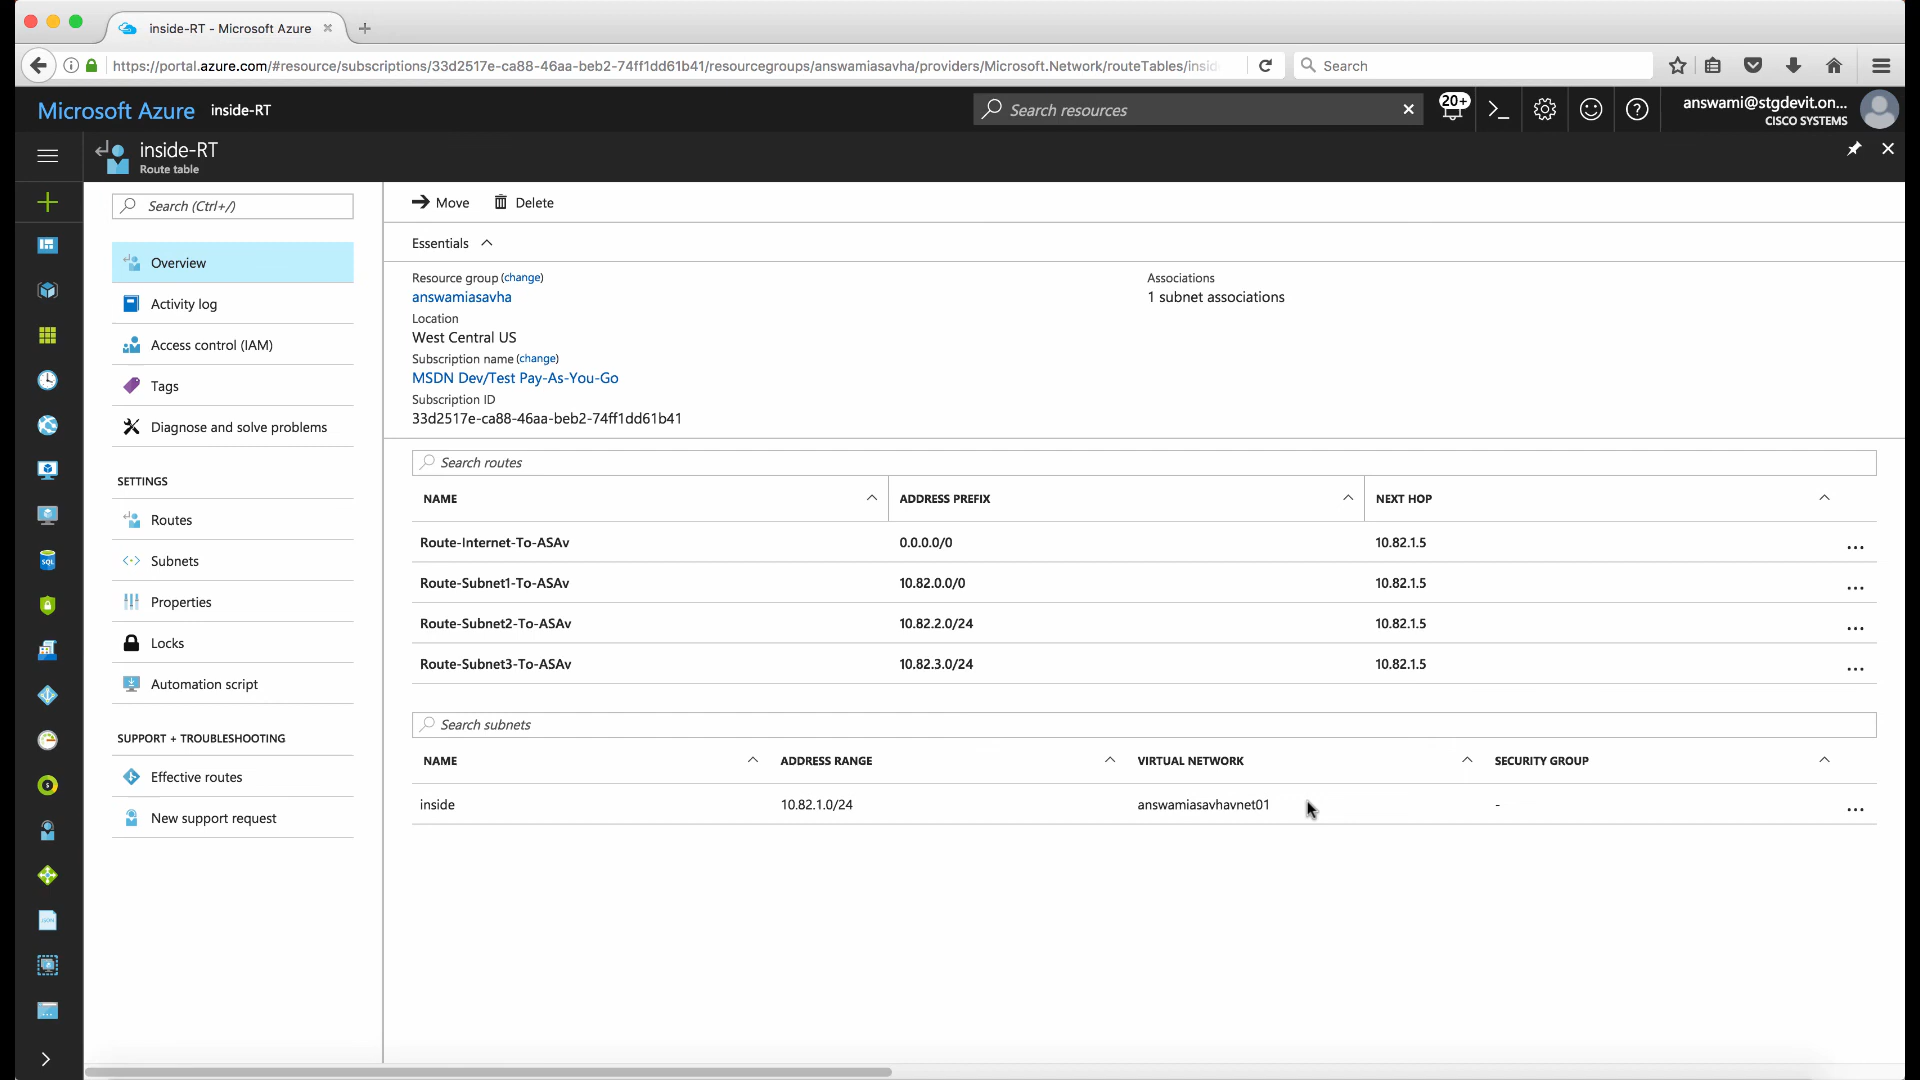 inside-RT - Microsoft Azure
https://portal.azure.com/#resource/subscriptions/33d2517e-ca88-46aa-beb2-74ff1dd61b41/resourcegroups/answamiasavha/providers/Microsoft.Network/routeTables/insid
Search
Microsoft Azure inside-RT
Search resources
20+
answami@stgdevit.on...
CISCO SYSTEMS
inside-RT
Route table
Search (Ctrl+/)
Overview
Activity log
Access control (IAM)
Tags
Diagnose and solve problems
SETTINGS
Routes
Subnets
Properties
Locks
Automation script
SUPPORT + TROUBLESHOOTING
Effective routes
New support request
Move Delete
Essentials
Resource group (change)
answamiasavha
Location
West Central US
Subscription name (change)
MSDN Dev/Test Pay-As-You-Go
Subscription ID
33d2517e-ca88-46aa-beb2-74ff1dd61b41
Associations
1 subnet associations
Search routes
NAME ADDRESS PREFIX NEXT HOP
Route-Internet-To-ASAv 0.0.0.0/0 10.82.1.5 ...
Route-Subnet1-To-ASAv 10.82.0.0/0 10.82.1.5 ...
Route-Subnet2-To-ASAv 10.82.2.0/24 10.82.1.5 ...
Route-Subnet3-To-ASAv 10.82.3.0/24 10.82.1.5 ...
Search subnets
NAME ADDRESS RANGE VIRTUAL NETWORK SECURITY GROUP
inside 10.82.1.0/24 answamiasavhavnet01 - ...
SQL